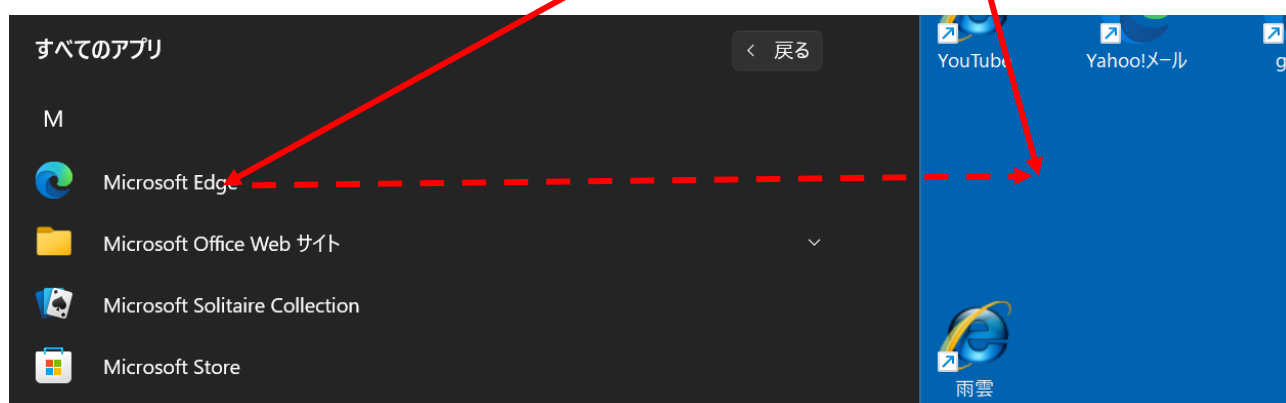 すべてのアプリ
戻る
YouTube
Yahoo!メール
g
M
Microsoft Edge
Microsoft Office Web サイト
Microsoft Solitaire Collection
Microsoft Store
雨雲